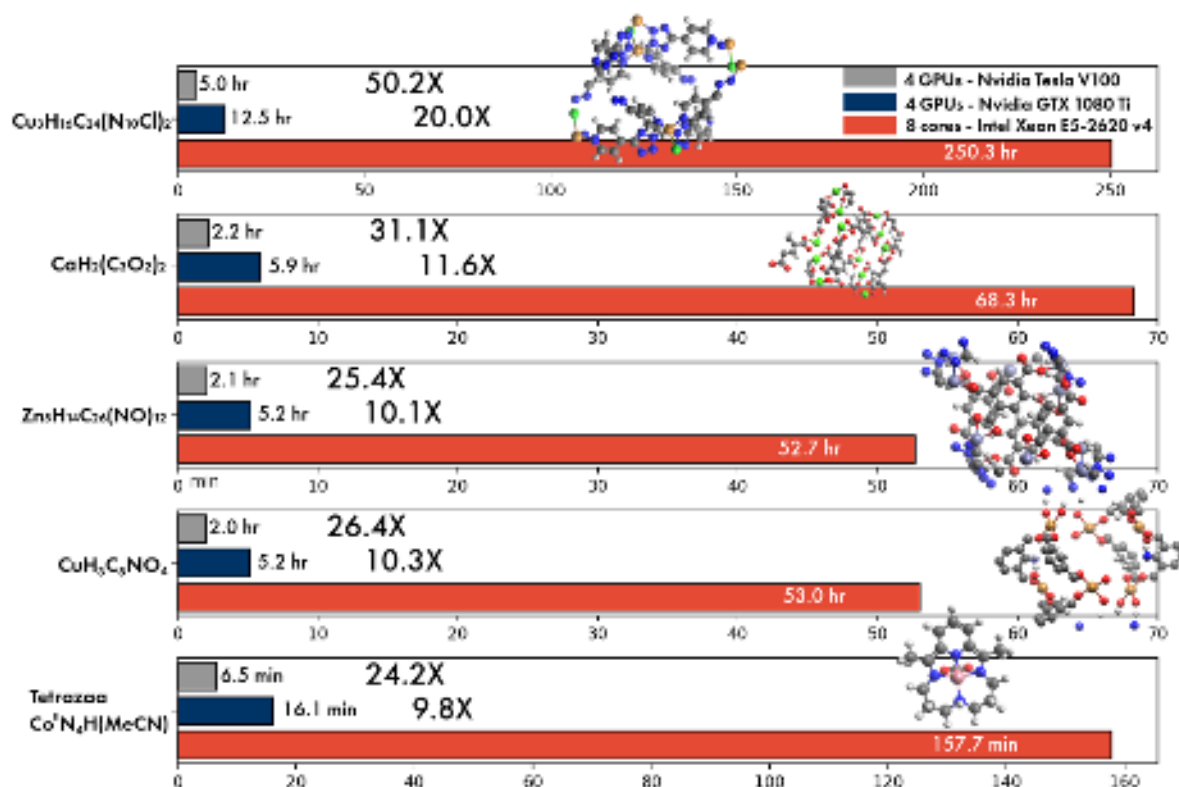 5.0 hr 50.2X
12.5 hr 20.0X
250.3 hr
4 GPUs - Nvidia Tesla V100
4 GPUs - Nvidia GTX 1080 Ti
8 cores - Intel Xeon E5-2620 v4
0 50 100 150 200 250
CaH₂(C₃O₂)₂
2.2 hr 31.1X
5.9 hr 11.6X
68.3 hr
0 10 20 30 40 50 60 70
2.1 hr 25.4X
5.2 hr 10.1X
52.7 hr
0 min 10 20 30 40 50 60 70
CuH₅C₅NO₄
2.0 hr 26.4X
5.2 hr 10.3X
53.0 hr
0 10 20 30 40 50 60 70
Tetrazaa
6.5 min 24.2X
16.1 min 9.8X
157.7 min
0 20 40 60 80 100 120 140 160